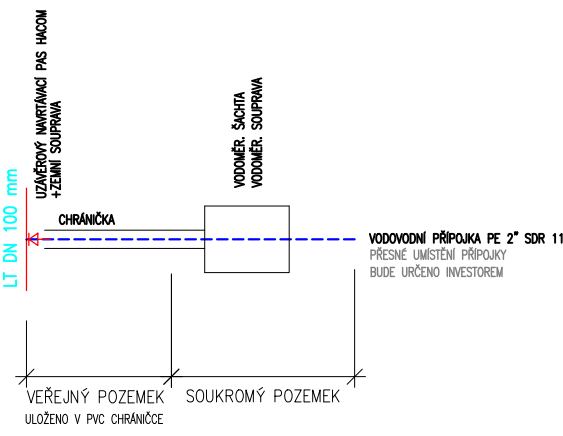 LT DN 100 mm
UZÁVĚROVÝ NAVRTÁVACÍ PAS HACOM
+ZEMNÍ SOUPRAVA
VODOMĚR. ŠACHTA
VODOMĚR. SOUPRAVA
CHRÁNIČKA
VODOVODNÍ PŘÍPOJKA PE 2" SDR 11
PŘESNÉ UMÍSTĚNÍ PŘÍPOJKY
BUDE URČENO INVESTOREM
VEŘEJNÝ POZEMEK
SOUKROMÝ POZEMEK
ULOŽENO V PVC CHRÁNIČCE